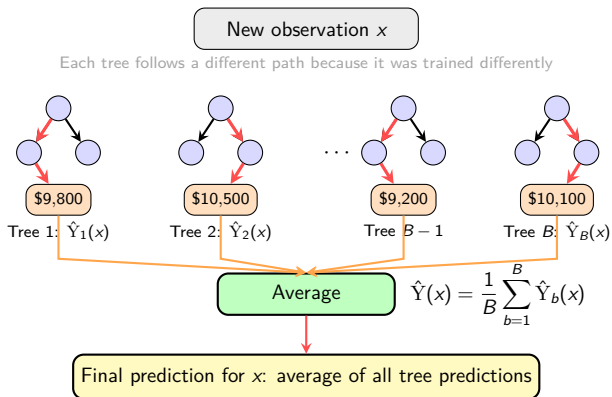 New observation x
Each tree follows a different path because it was trained differently
. . .
$9,800 $10,500 $9,200 $10,100
Tree 1: Ŷ₁(x) Tree 2: Ŷ₂(x) Tree B − 1 Tree B: Ŷ_B(x)
Average
Ŷ(x) = 1/B ∑_{b=1}^{B} Ŷ_b(x)
Final prediction for x: average of all tree predictions